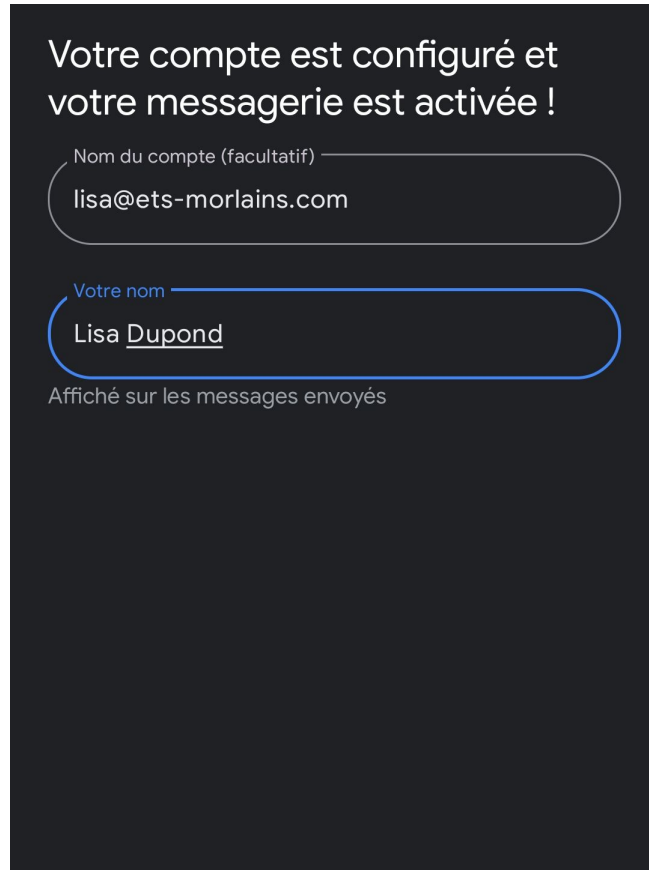 Votre compte est configuré et
votre messagerie est activée !
Nom du compte (facultatif)
lisa@ets-morlains.com
Votre nom
Lisa Dupond
Affiché sur les messages envoyés